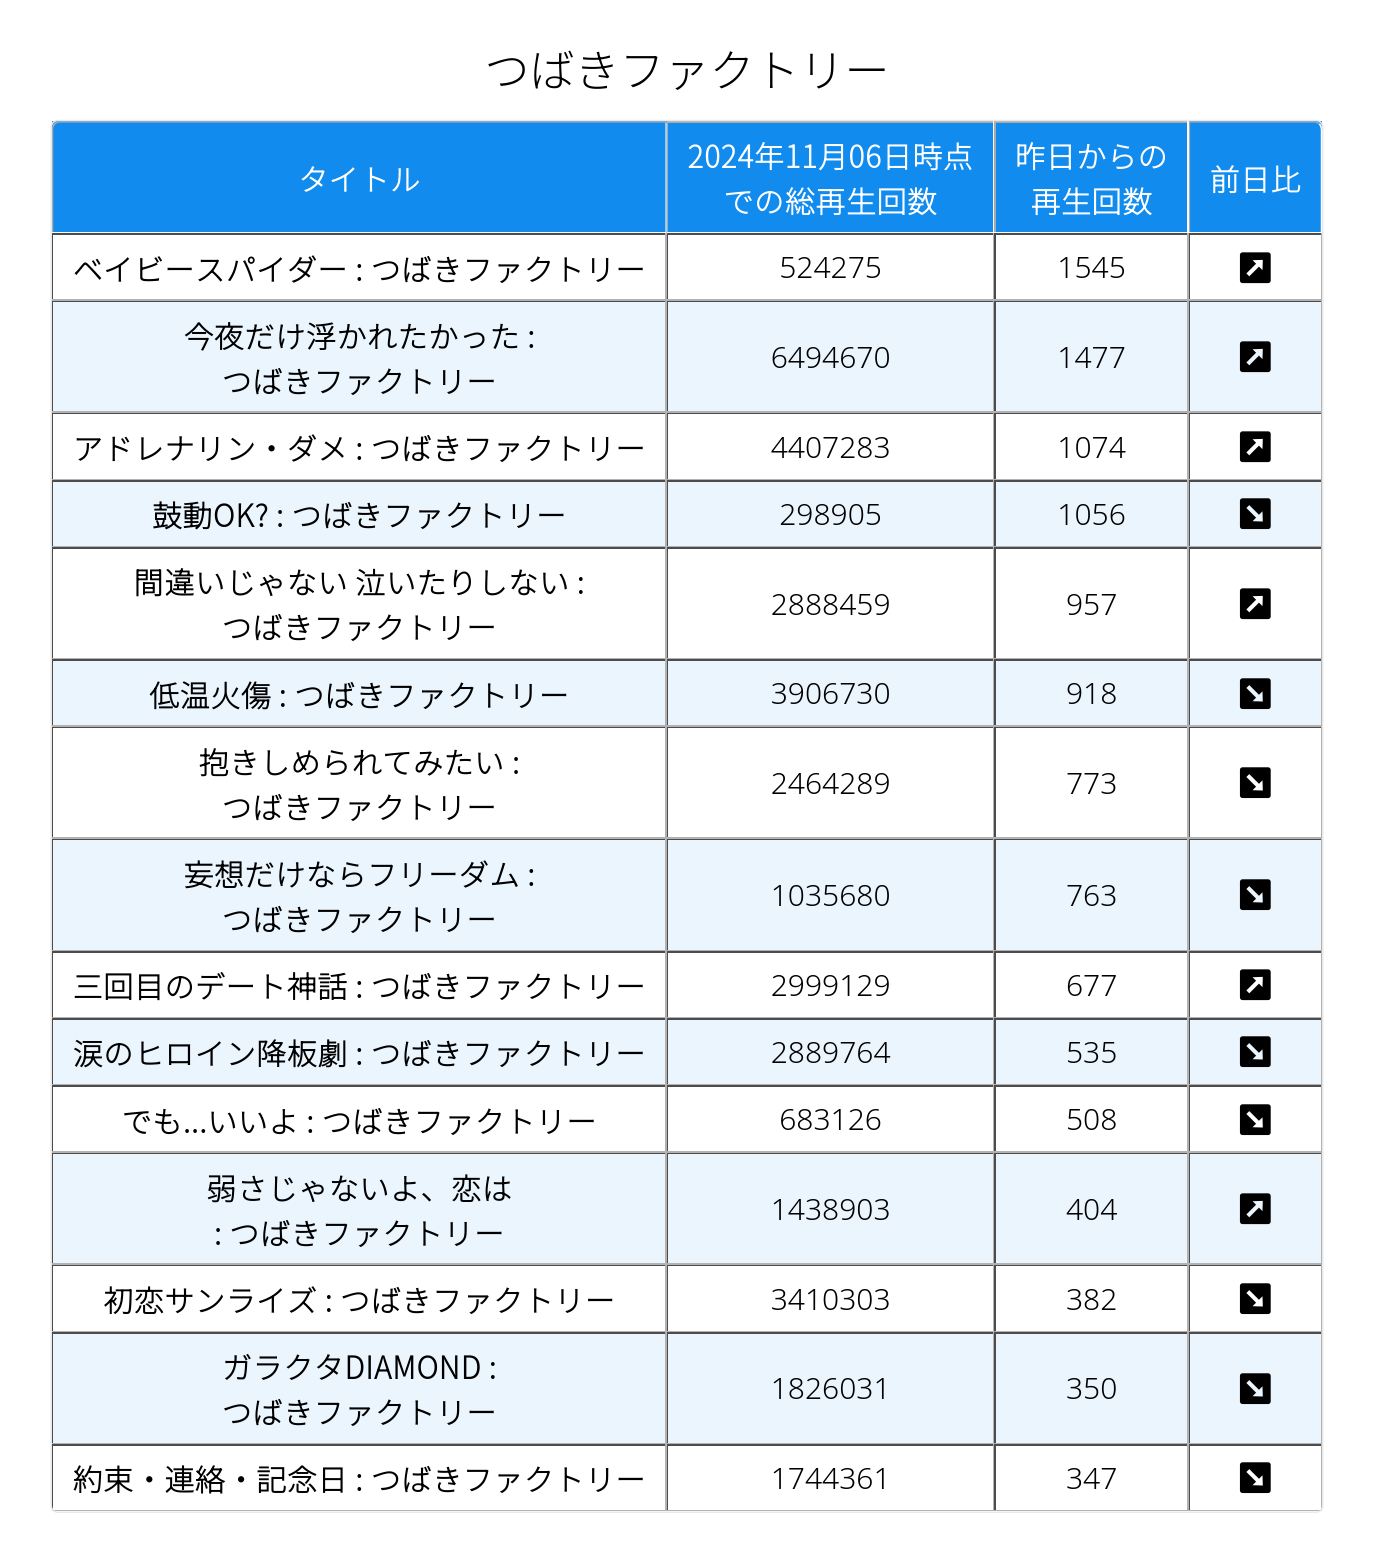 つばきファクトリー
タイトル
2024年11月06日時点
での総再生回数
昨日からの
再生回数
前日比
ベイビースパイダー : つばきファクトリー
524275
1545
今夜だけ浮かれたかった :
つばきファクトリー
6494670
1477
アドレナリン・ダメ : つばきファクトリー
4407283
1074
鼓動OK? : つばきファクトリー
298905
1056
間違いじゃない 泣いたりしない :
つばきファクトリー
2888459
957
低温火傷 : つばきファクトリー
3906730
918
抱きしめられてみたい :
つばきファクトリー
2464289
773
妄想だけならフリーダム :
つばきファクトリー
1035680
763
三回目のデート神話 : つばきファクトリー
2999129
677
涙のヒロイン降板劇 : つばきファクトリー
2889764
535
でも...いいよ : つばきファクトリー
683126
508
弱さじゃないよ、恋は
: つばきファクトリー
1438903
404
初恋サンライズ : つばきファクトリー
3410303
382
ガラクタDIAMOND :
つばきファクトリー
1826031
350
約束・連絡・記念日 : つばきファクトリー
1744361
347